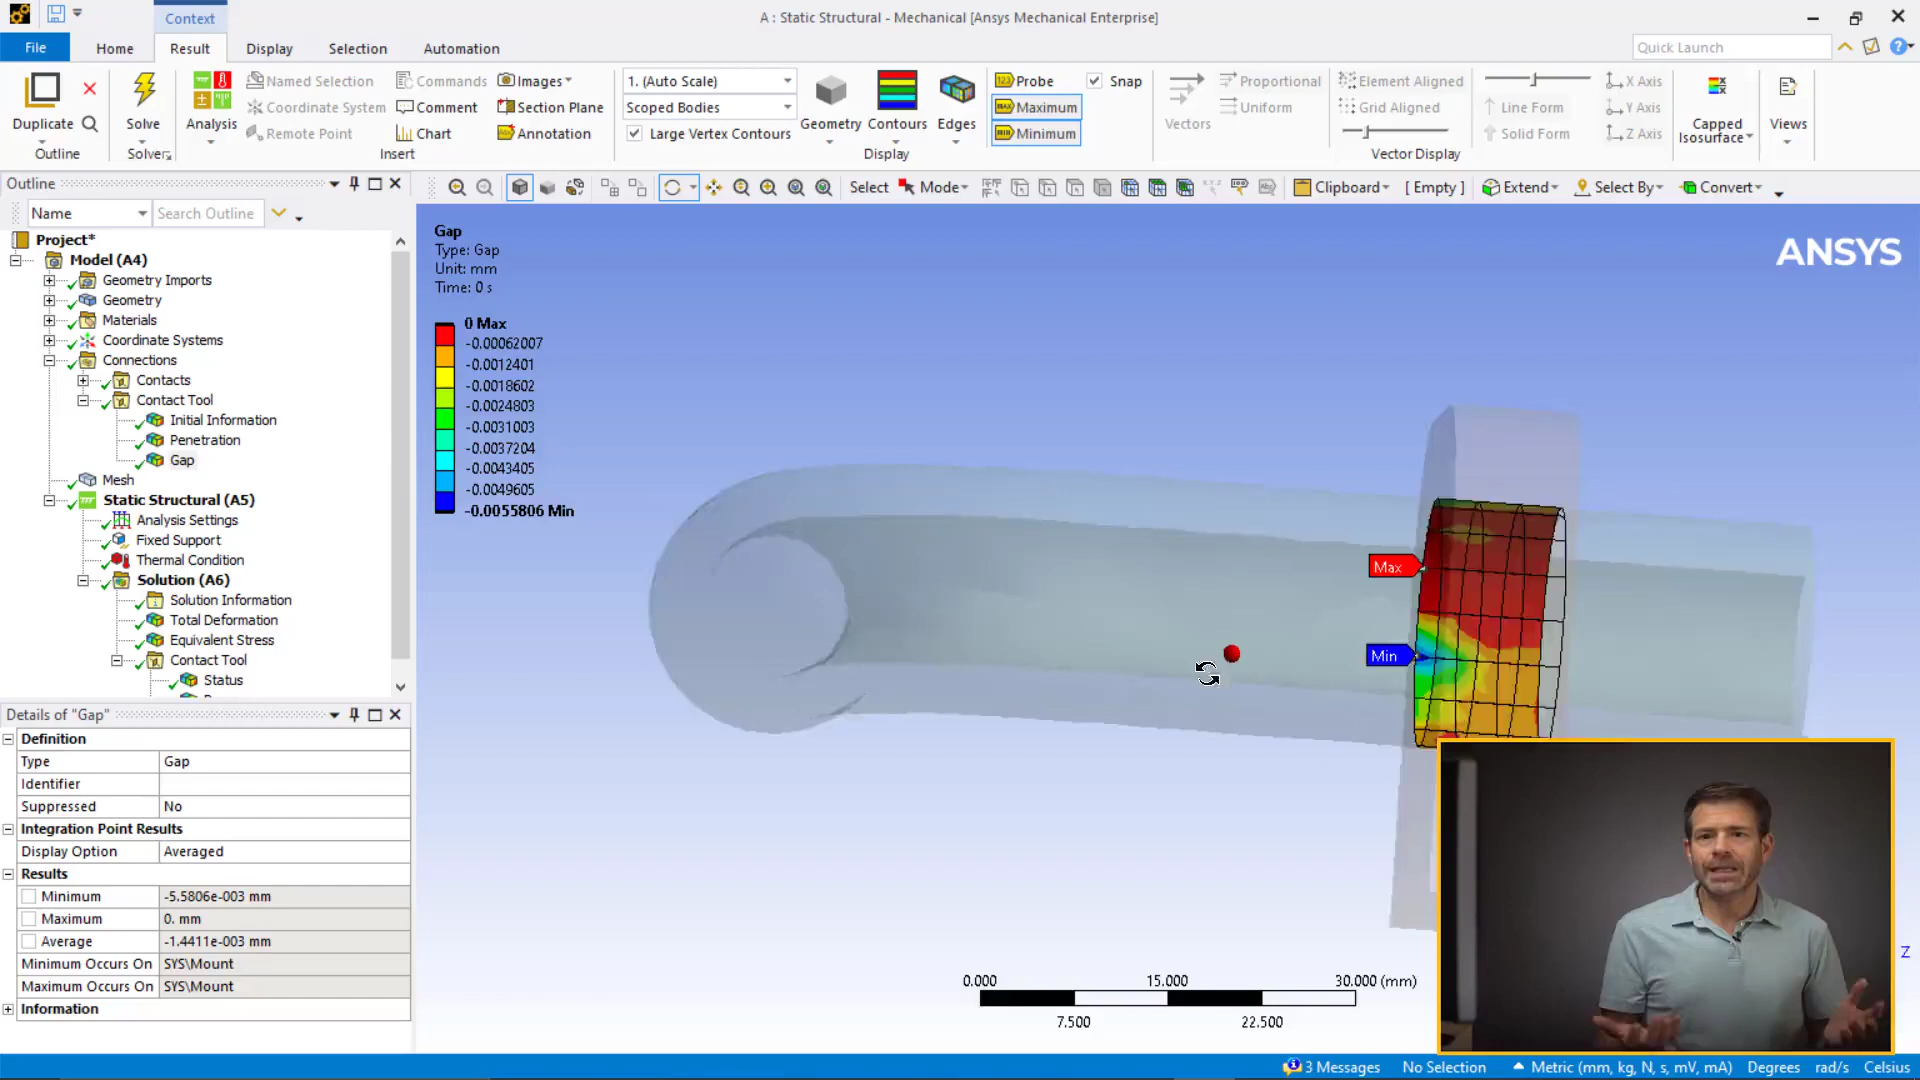 Context
A : Static Structural - Mechanical [Ansys Mechanical Enterprise]
File
Home
Result
Display
Selection
Automation
Quick Launch
Duplicate
Outline
Solve
Solver
Analysis
Named Selection
Coordinate System
Remote Point
Commands
Comment
Chart
Images
Section Plane
Annotation
Insert
1. (Auto Scale)
Scoped Bodies
Large Vertex Contours
Geometry
Contours
Edges
Display
Probe
Maximum
Minimum
Snap
Vectors
Proportional
Uniform
Element Aligned
Grid Aligned
Line Form
Solid Form
X Axis
Y Axis
Z Axis
Vector Display
Capped
Isosurface
Views
Outline
Name
Search Outline
Select
Mode
Clipboard
[ Empty ]
Extend
Select By
Convert
Project*
Model (A4)
Geometry Imports
Geometry
Materials
Coordinate Systems
Connections
Contacts
Contact Tool
Initial Information
Penetration
Gap
Mesh
Static Structural (A5)
Analysis Settings
Fixed Support
Thermal Condition
Solution (A6)
Solution Information
Total Deformation
Equivalent Stress
Contact Tool
Status
Details of "Gap"
Definition
Type Gap
Identifier
Suppressed No
Integration Point Results
Display Option Averaged
Results
Minimum -5.5806e-003 mm
Maximum 0. mm
Average -1.4411e-003 mm
Minimum Occurs On SYS\Mount
Maximum Occurs On SYS\Mount
Information
Gap
Type: Gap
Unit: mm
Time: 0 s
0 Max
-0.00062007
-0.0012401
-0.0018602
-0.0024803
-0.0031003
-0.0037204
-0.0043405
-0.0049605
-0.0055806 Min
ANSYS
Max
Min
0.000 15.000 30.000 (mm)
7.500 22.500
Z
3 Messages
No Selection
Metric (mm, kg, N, s, mV, mA)
Degrees
rad/s
Celsius